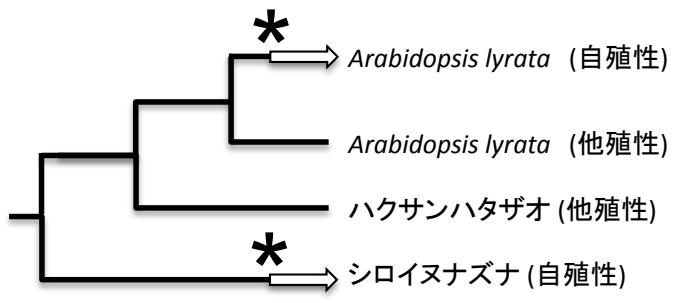 *
Arabidopsis lyrata (自殖性)
Arabidopsis lyrata (他殖性)
ハクサンハタザオ (他殖性)
*
シロイヌナズナ (自殖性)